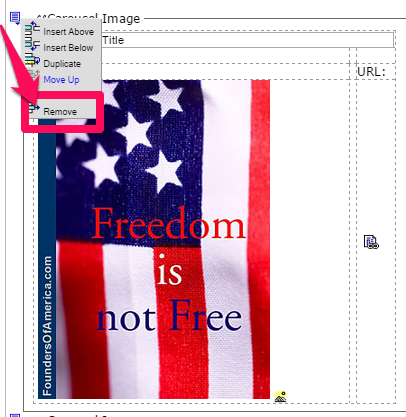 Carousel Image
Insert Above
Title
Insert Below
Duplicate
Move Up
URL:
Remove
Freedom
is
not Free
FoundersOfAmerica.com